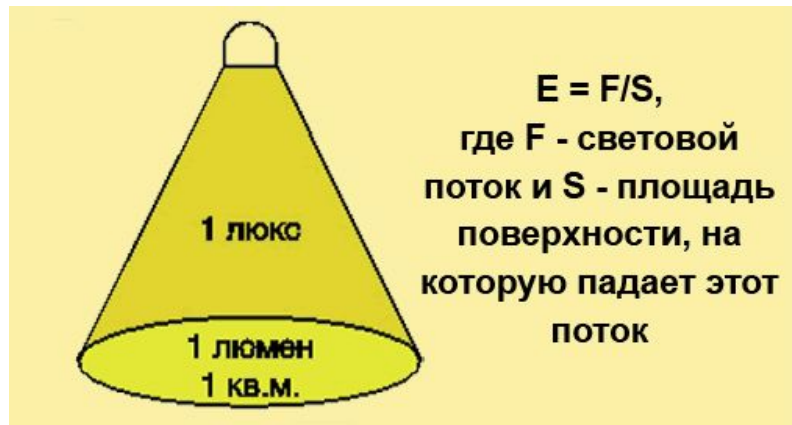 E = F/S,
где F - световой
поток и S - площадь
поверхности, на
которую падает этот
поток
1 люкс
1 люмен
1 кв.м.